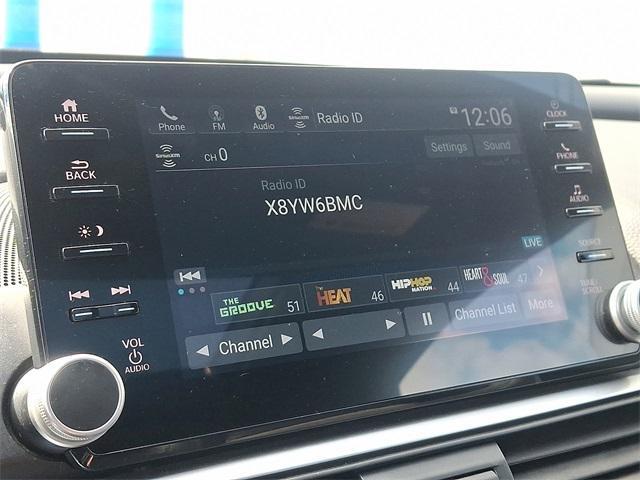 HOME
BACK
VOL
AUDIO
Phone
FM
Audio
SiriusXM
Radio ID
12:06
SiriusXM
CH 0
Settings
Sound
Radio ID
X8YW6BMC
LIVE
THE GROOVE 51
THE HEAT 46
HIPHOP NATION 44
HEART & SOUL 47
Channel
Channel List
More
CLOCK
PHONE
AUDIO
SOURCE
TUNE/
SCROLL